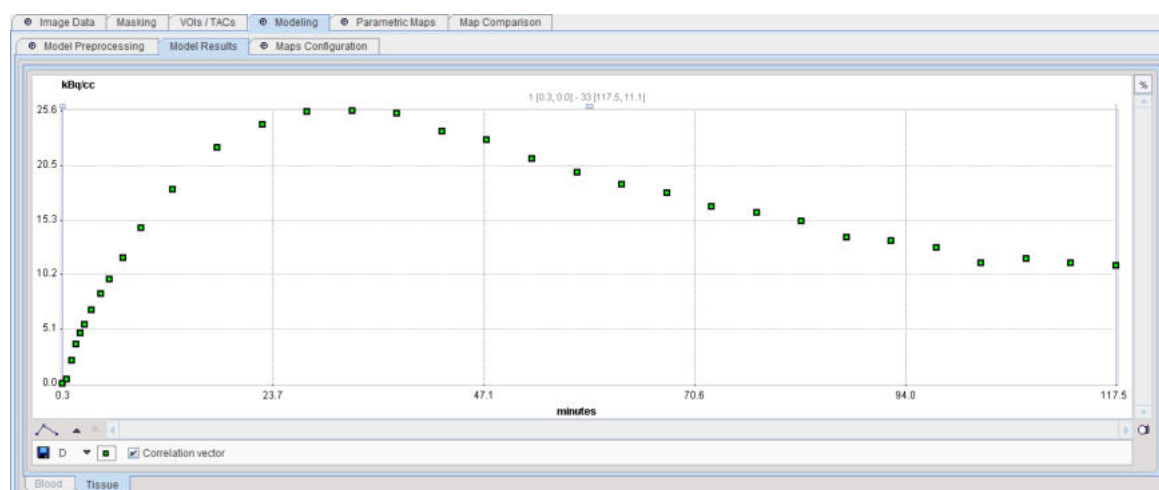 Image Data Masking VOIs / TACs Modeling Parametric Maps Map Comparison
Model Preprocessing Model Results Maps Configuration
kBq/cc
%
1 [0.3, 0.0] - 33 [117.5, 11.1]
25.6
20.5
15.3
10.2
5.1
0.0
0.3 23.7 47.1 70.6 94.0 117.5
minutes
D Correlation vector
Blood Tissue